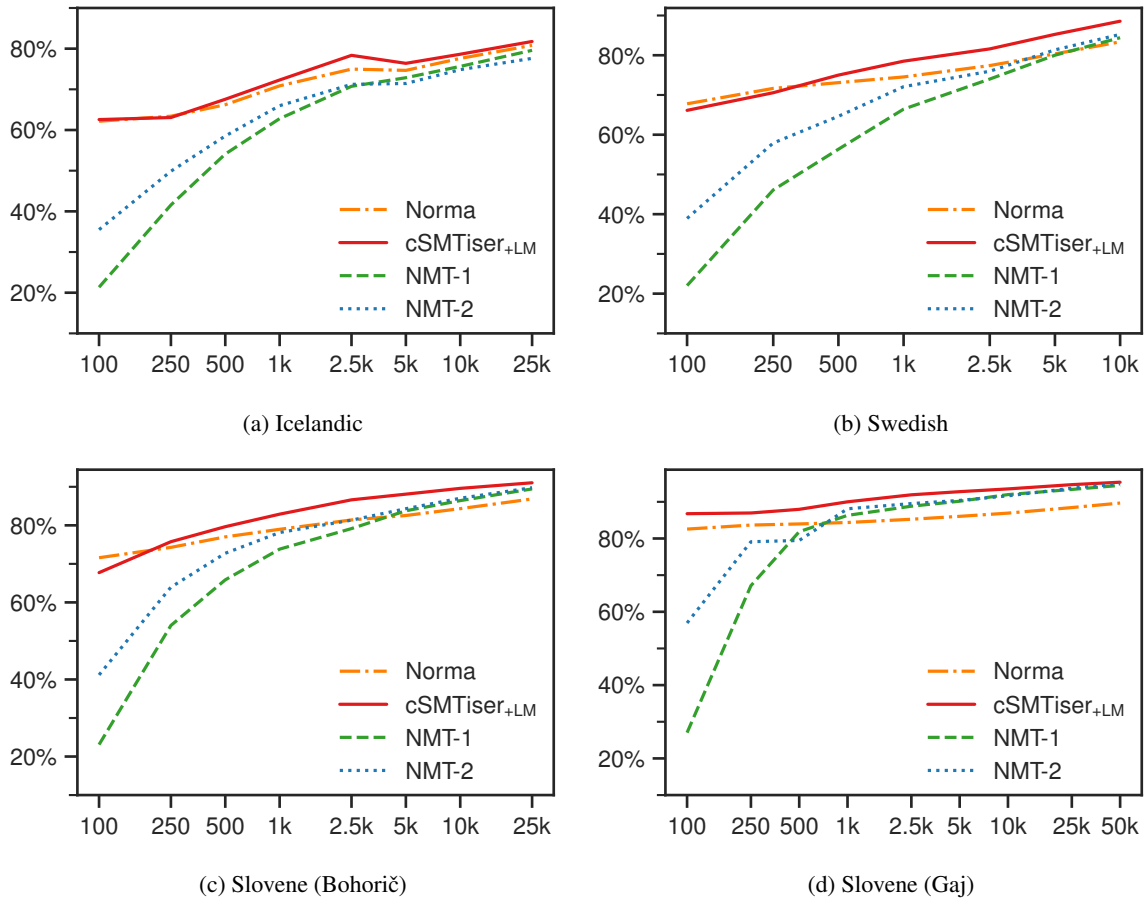 80%
60%
40%
20%
Norma
cSMTiser+LM
NMT-1
NMT-2
100 250 500 1k 2.5k 5k 10k 25k
(a) Icelandic
80%
60%
40%
20%
Norma
cSMTiser+LM
NMT-1
NMT-2
100 250 500 1k 2.5k 5k 10k
(b) Swedish
80%
60%
40%
20%
Norma
cSMTiser+LM
NMT-1
NMT-2
100 250 500 1k 2.5k 5k 10k 25k
(c) Slovene (Bohorič)
80%
60%
40%
20%
Norma
cSMTiser+LM
NMT-1
NMT-2
100 250 500 1k 2.5k 5k 10k 25k 50k
(d) Slovene (Gaj)